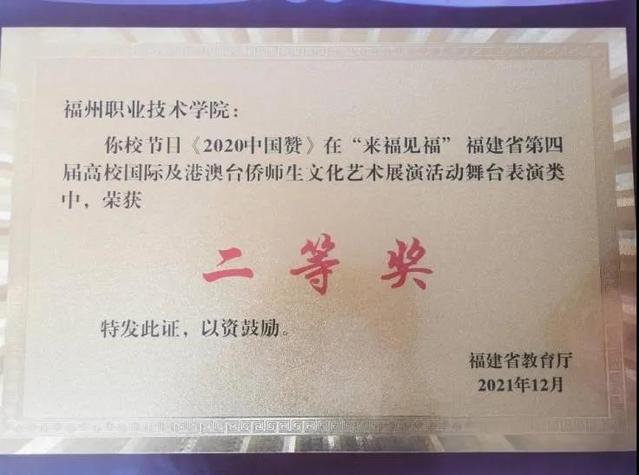 福州职业技术学院：
你校节目《2020中国赞》在“来福见福” 福建省第四
届高校国际及港澳台侨师生文化艺术展演活动舞台表演类
中，荣获
二等奖
特发此证，以资鼓励。
福建省教育厅
2021年12月